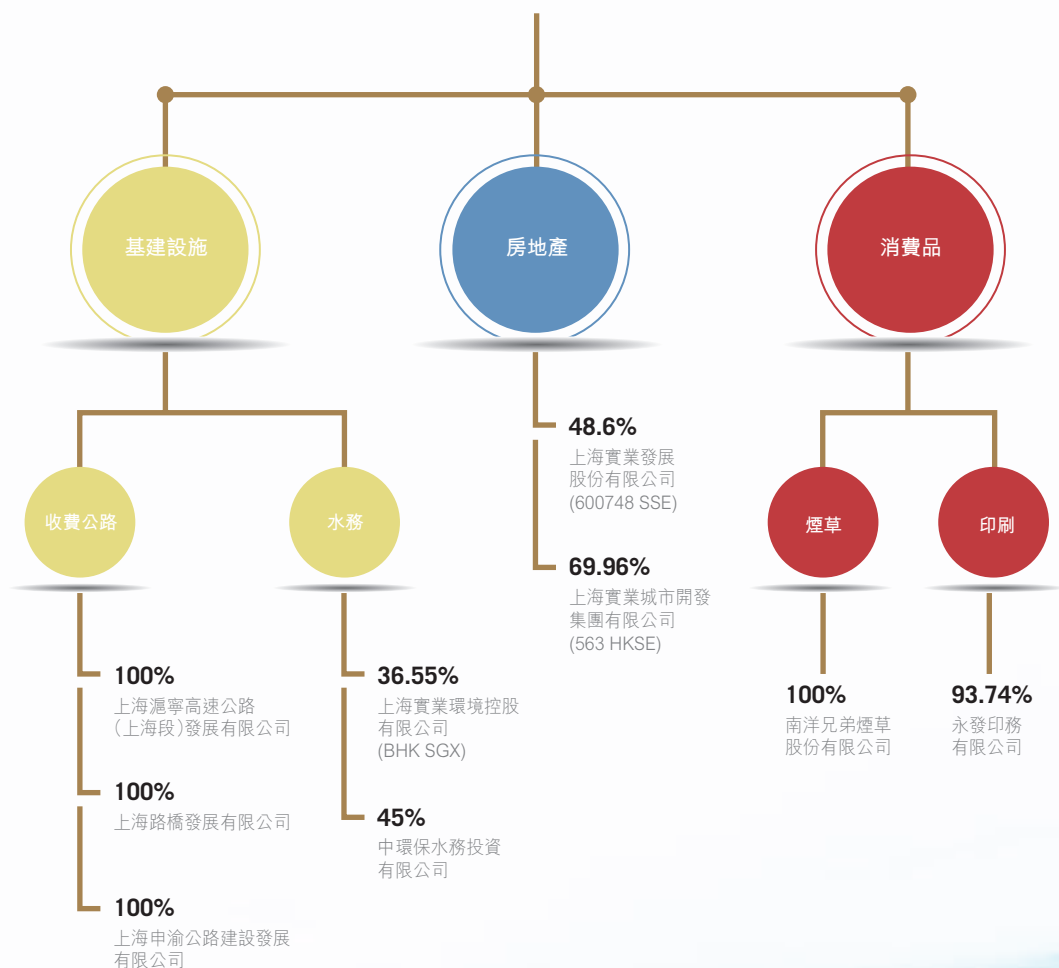 基建設施
房地產
消費品
收費公路
水務
煙草
印刷
100%
上海滬寧高速公路
（上海段）發展有限公司
100%
上海路橋發展有限公司
100%
上海申渝公路建設發展
有限公司
36.55%
上海實業環境控股
有限公司
(BHK SGX)
45%
中環保水務投資
有限公司
48.6%
上海實業發展
股份有限公司
(600748 SSE)
69.96%
上海實業城市開發
集團有限公司
(563 HKSE)
100%
南洋兄弟煙草
股份有限公司
93.74%
永發印務
有限公司